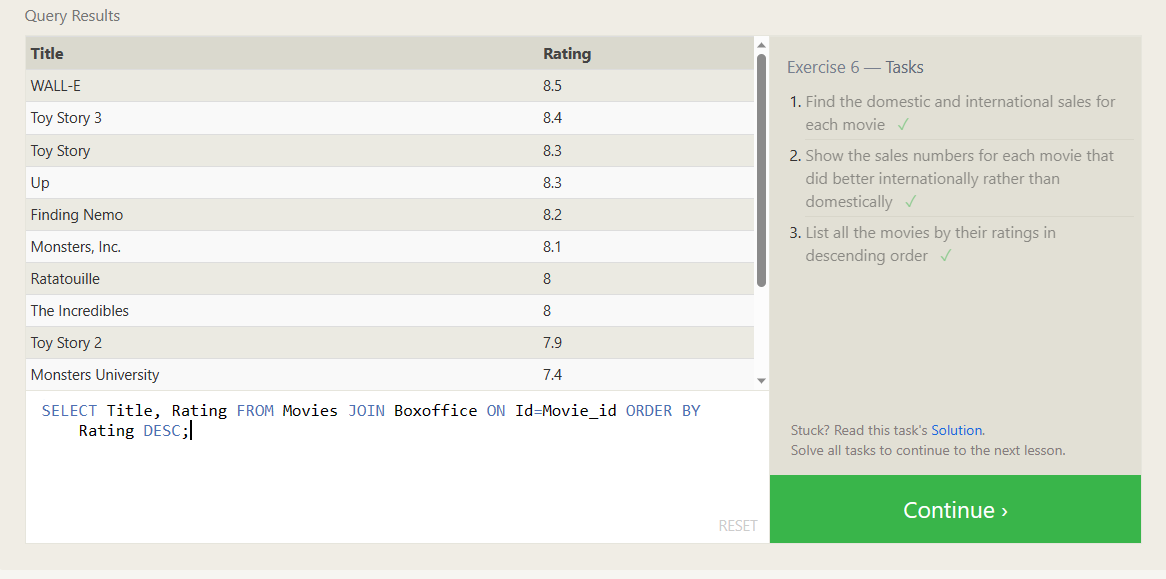 Query Results
Title Rating
WALL-E 8.5
Toy Story 3 8.4
Toy Story 8.3
Up 8.3
Finding Nemo 8.2
Monsters, Inc. 8.1
Ratatouille 8
The Incredibles 8
Toy Story 2 7.9
Monsters University 7.4
SELECT Title, Rating FROM Movies JOIN Boxoffice ON Id=Movie_id ORDER BY
Rating DESC;
RESET
Exercise 6 — Tasks
1. Find the domestic and international sales for
each movie ✓
2. Show the sales numbers for each movie that
did better internationally rather than
domestically ✓
3. List all the movies by their ratings in
descending order ✓
Stuck? Read this task's Solution.
Solve all tasks to continue to the next lesson.
Continue ›